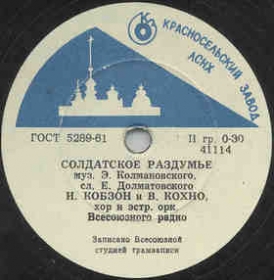 КРАСНОСЕЛЬСКИЙ ЗАВОД
ЛСНХ
ГОСТ 5289-61
II гр. 0-30
41114
СОЛДАТСКОЕ РАЗДУМЬЕ
муз. Э. Колмановского,
сл. Е. Долматовского
И. КОБЗОН и В. КОХНО,
хор и эстр. орк.
Всесоюзного радио
Записано Всесоюзной
студией грамзаписи